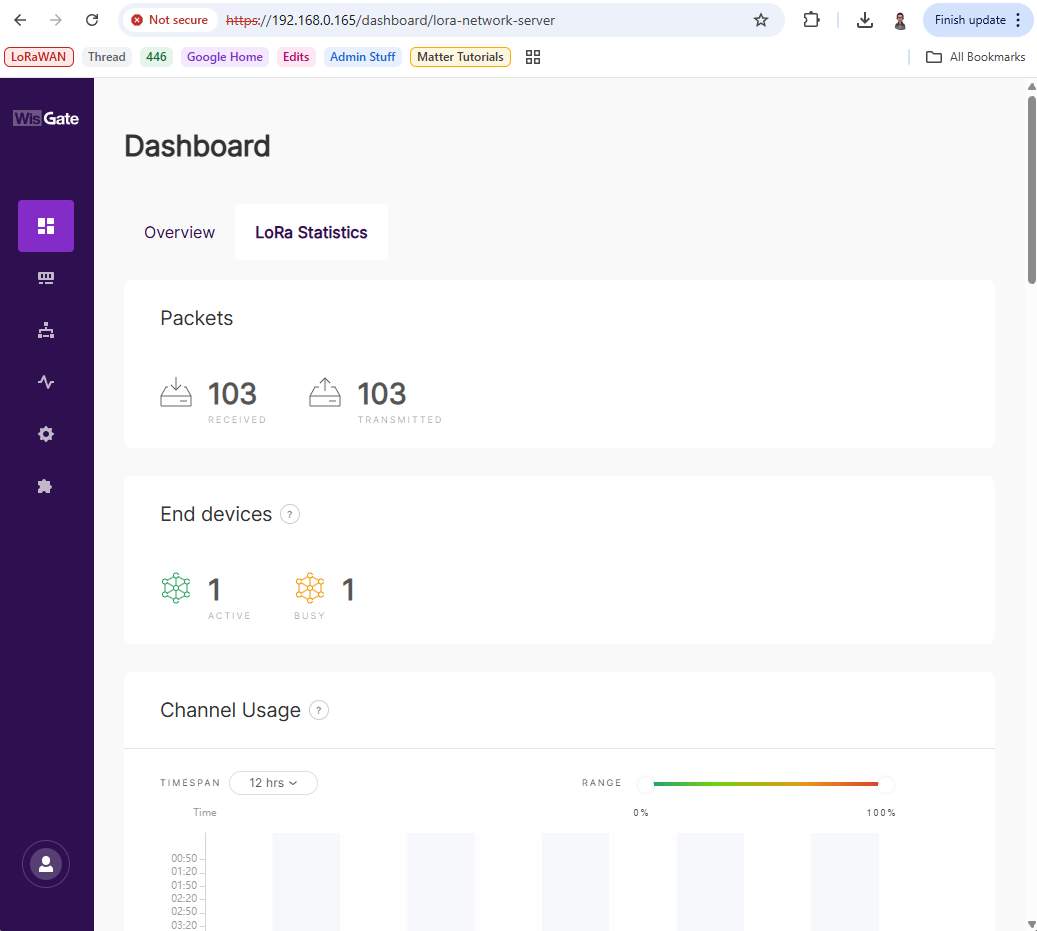 Not secure https://192.168.0.165/dashboard/lora-network-server Finish update
LoRaWAN Thread 446 Google Home Edits Admin Stuff Matter Tutorials All Bookmarks
WisGate
Dashboard
Overview LoRa Statistics
Packets
103 103
RECEIVED TRANSMITTED
End devices ?
1 1
ACTIVE BUSY
Channel Usage ?
TIMESPAN 12 hrs RANGE
Time 0% 100%
00:50
01:20
01:50
02:20
02:50
03:20